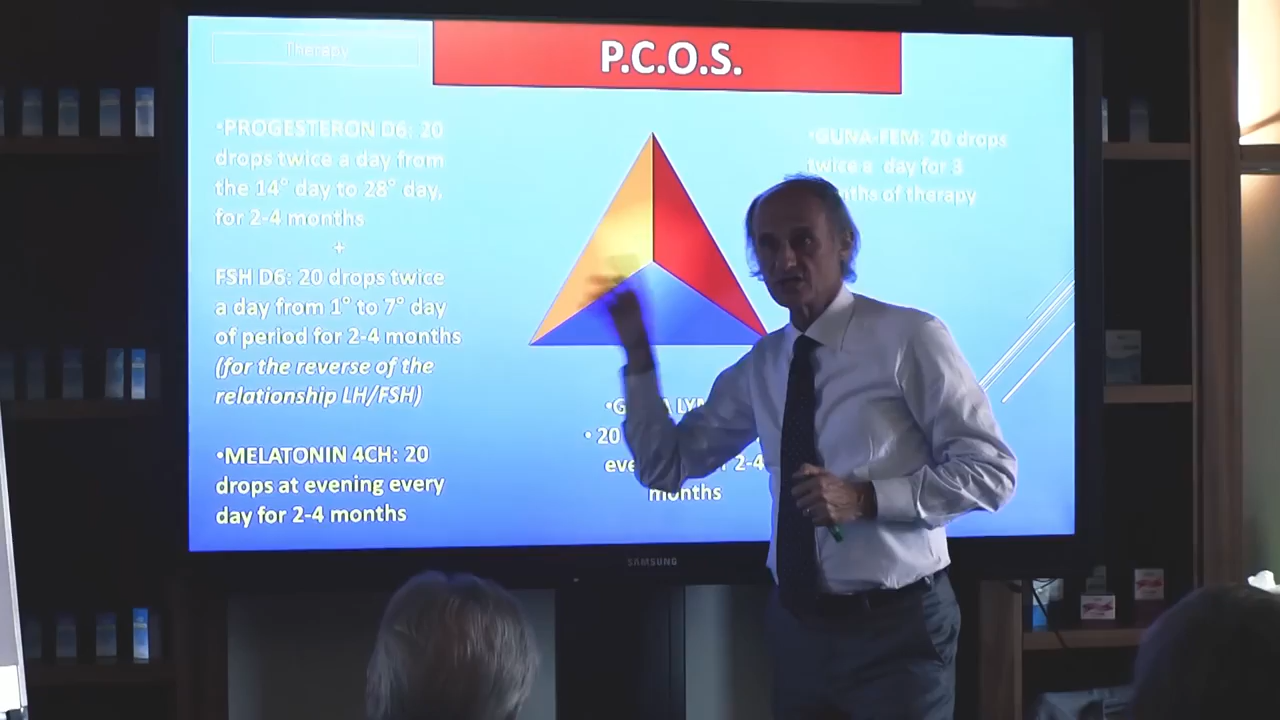 Therapy
P.C.O.S.
•PROGESTERON D6: 20
drops twice a day from
the 14° day to 28° day,
for 2-4 months
+
FSH D6: 20 drops twice
a day from 1° to 7° day
of period for 2-4 months
(for the reverse of the
relationship LH/FSH)
•MELATONIN 4CH: 20
drops at evening every
day for 2-4 months
•GUNA-FEM: 20 drops
twice a day for 3
of therapy
• 20
2-4
months
SAMSUNG